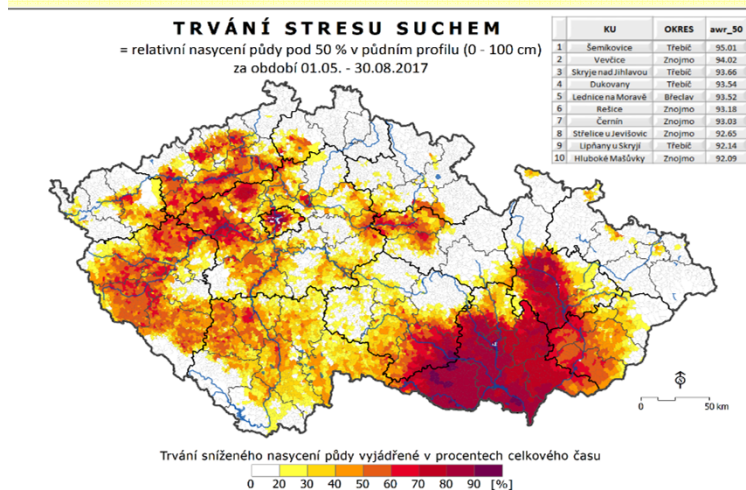 TRVÁNÍ STRESU SUCHEM
= relativní nasycení půdy pod 50 % v půdním profilu (0 - 100 cm)
za období 01.05. - 30.08.2017
KU OKRES awr_50
1 Šemíkovice Třebíč 95.01
2 Vevčice Znojmo 94.02
3 Skryje nad Jihlavou Třebíč 93.66
4 Dukovany Třebíč 93.54
5 Lednice na Moravě Břeclav 93.52
6 Rešice Znojmo 93.18
7 Černín Znojmo 93.03
8 Střelice u Jevišovic Znojmo 92.65
9 Lipňany u Skryjí Třebíč 92.14
10 Hluboké Mašůvky Znojmo 92.09
0 50 km
Trvání sníženého nasycení půdy vyjádřené v procentech celkového času
0 20 30 40 50 60 70 80 90 [%]